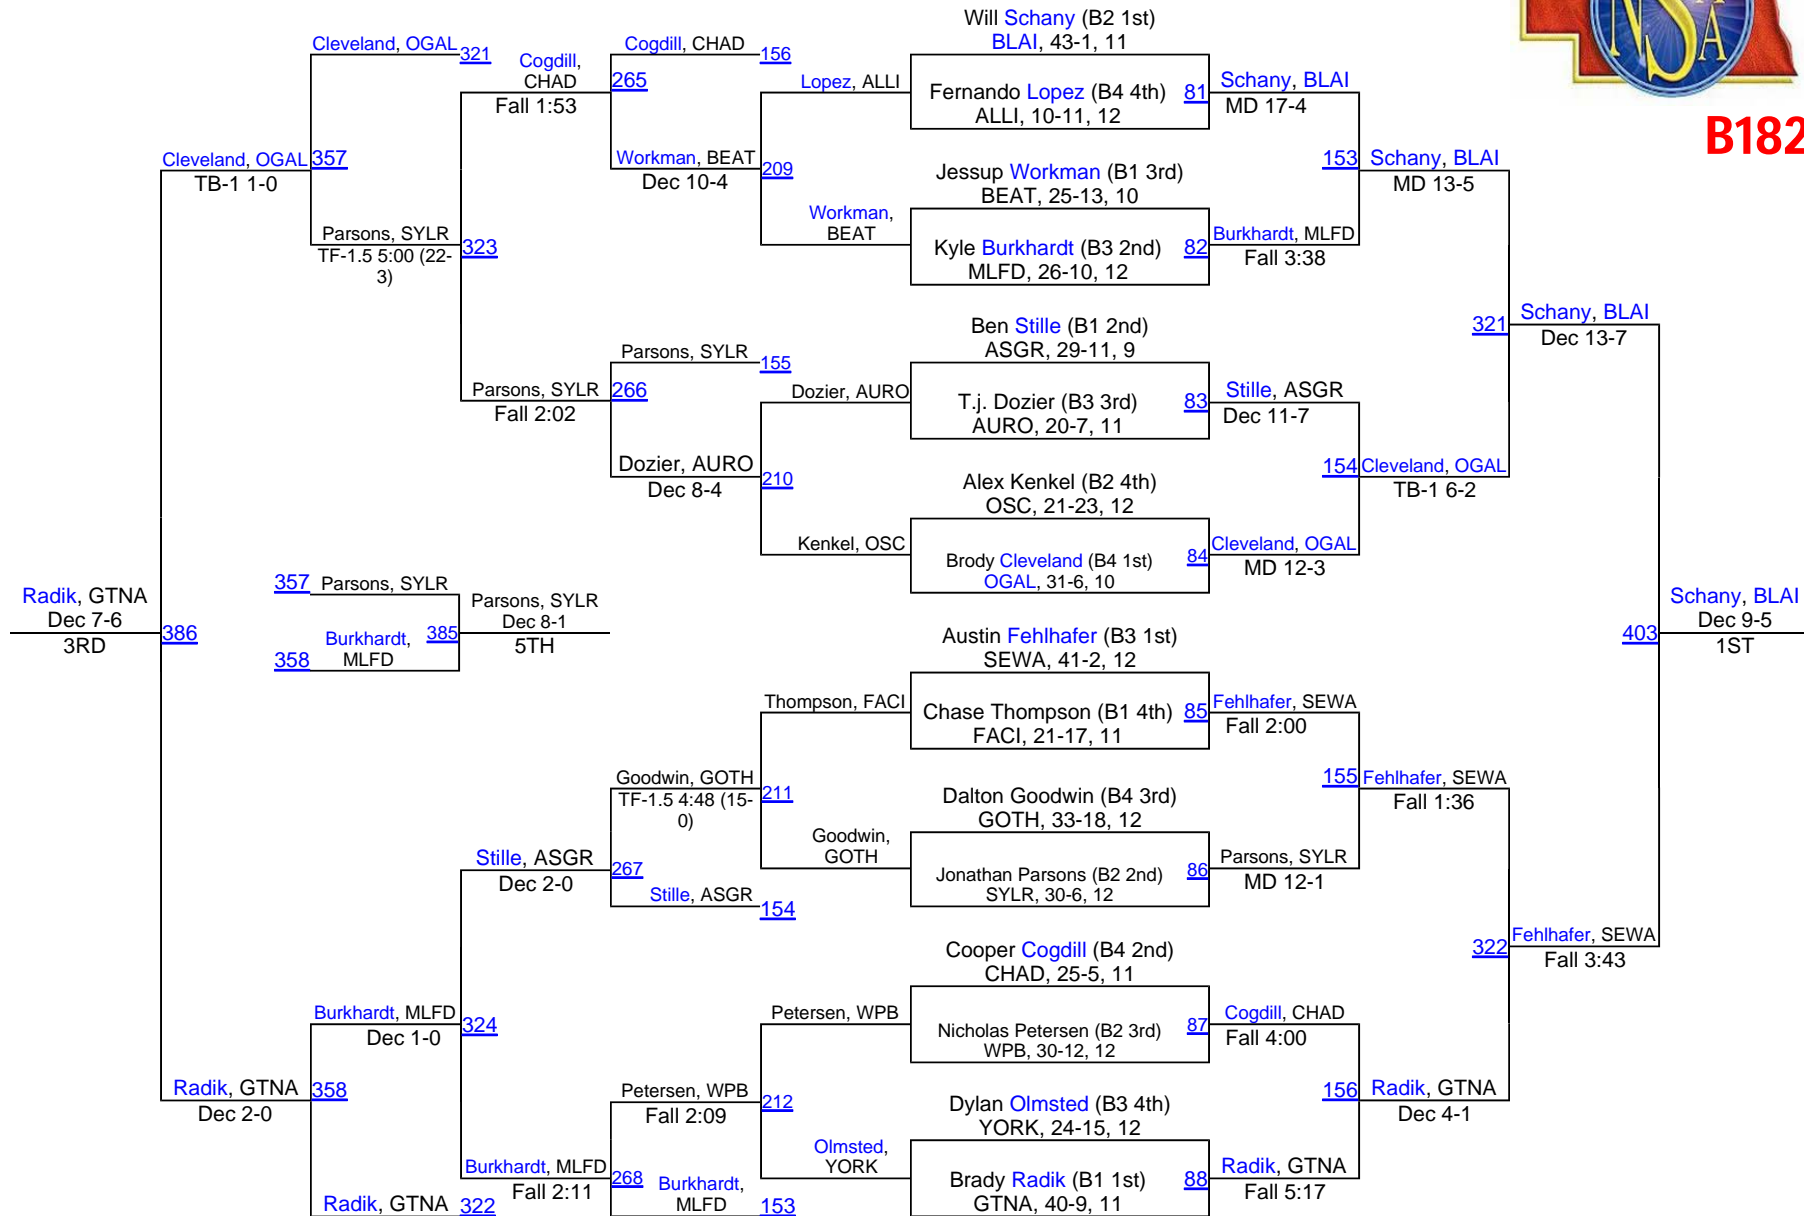 NSAA
B182
Will Schany (B2 1st)
BLAI, 43-1, 11
Fernando Lopez (B4 4th)
ALLI, 10-11, 12
81
Jessup Workman (B1 3rd)
BEAT, 25-13, 10
Kyle Burkhardt (B3 2nd)
MLFD, 26-10, 12
82
Ben Stille (B1 2nd)
ASGR, 29-11, 9
T.j. Dozier (B3 3rd)
AURO, 20-7, 11
83
Alex Kenkel (B2 4th)
OSC, 21-23, 12
Brody Cleveland (B4 1st)
OGAL, 31-6, 10
84
Austin Fehlhafer (B3 1st)
SEWA, 41-2, 12
Chase Thompson (B1 4th)
FACI, 21-17, 11
85
Dalton Goodwin (B4 3rd)
GOTH, 33-18, 12
Jonathan Parsons (B2 2nd)
SYLR, 30-6, 12
86
Cooper Cogdill (B4 2nd)
CHAD, 25-5, 11
Nicholas Petersen (B2 3rd)
WPB, 30-12, 12
87
Dylan Olmsted (B3 4th)
YORK, 24-15, 12
Brady Radik (B1 1st)
GTNA, 40-9, 11
88
Schany, BLAI
MD 17-4
Burkhardt, MLFD
Fall 3:38
153
Stille, ASGR
Dec 11-7
Cleveland, OGAL
MD 12-3
154
Fehlhafer, SEWA
Fall 2:00
Parsons, SYLR
MD 12-1
155
Cogdill, CHAD
Fall 4:00
Radik, GTNA
Fall 5:17
156
Schany, BLAI
MD 13-5
Cleveland, OGAL
TB-1 6-2
321
Fehlhafer, SEWA
Fall 1:36
Radik, GTNA
Dec 4-1
322
Schany, BLAI
Dec 13-7
Fehlhafer, SEWA
Fall 3:43
403
Schany, BLAI
Dec 9-5
1ST
Lopez, ALLI
Workman,
BEAT
209
Dozier, AURO
Kenkel, OSC
210
Thompson, FACI
Goodwin,
GOTH
211
Petersen, WPB
Olmsted,
YORK
212
Cogdill, CHAD
156
Workman, BEAT
Dec 10-4
265
Parsons, SYLR
155
Dozier, AURO
Dec 8-4
266
Goodwin, GOTH
TF-1.5 4:48 (15-
0)
Stille, ASGR
154
267
Petersen, WPB
Fall 2:09
Burkhardt,
MLFD
153
268
Cogdill,
CHAD
Fall 1:53
Parsons, SYLR
Fall 2:02
323
Stille, ASGR
Dec 2-0
Burkhardt, MLFD
Fall 2:11
324
Cleveland, OGAL
321
Parsons, SYLR
TF-1.5 5:00 (22-
3)
357
Burkhardt, MLFD
Dec 1-0
Radik, GTNA
322
358
Cleveland, OGAL
TB-1 1-0
Radik, GTNA
Dec 2-0
386
Radik, GTNA
Dec 7-6
3RD
357
Parsons, SYLR
358
Burkhardt,
MLFD
385
Parsons, SYLR
Dec 8-1
5TH